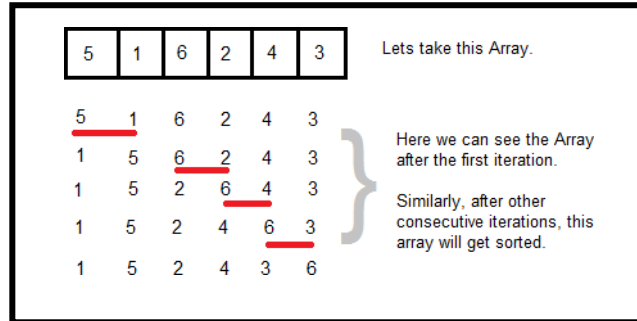 5 1 6 2 4 3
Lets take this Array.
5 1 6 2 4 3
1 5 6 2 4 3
1 5 2 6 4 3
1 5 2 4 6 3
1 5 2 4 3 6
Here we can see the Array
after the first iteration.
Similarly, after other
consecutive iterations, this
array will get sorted.